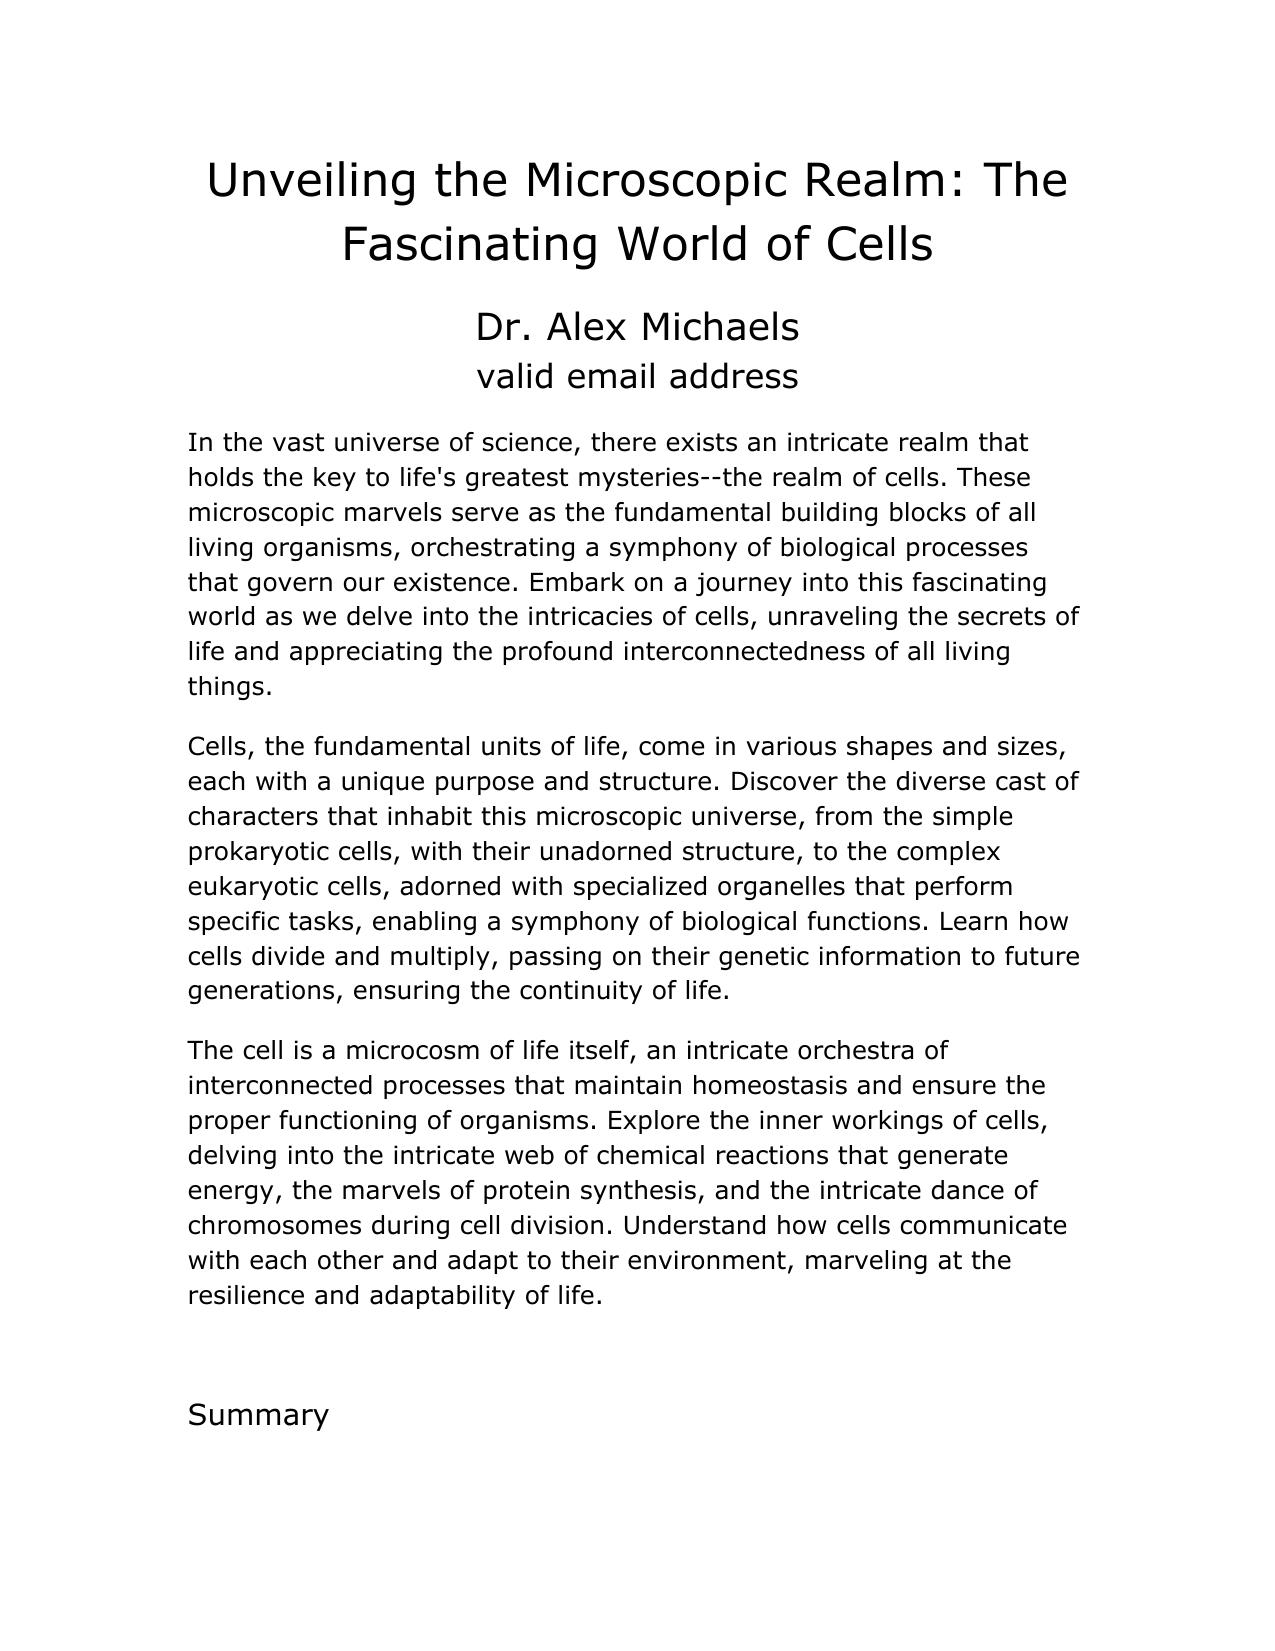 Unveiling the Microscopic Realm: The
Fascinating World of Cells
Dr. Alex Michaels
valid email address
In the vast universe of science, there exists an intricate realm that
holds the key to life's greatest mysteries--the realm of cells. These
microscopic marvels serve as the fundamental building blocks of all
living organisms, orchestrating a symphony of biological processes
that govern our existence. Embark on a journey into this fascinating
world as we delve into the intricacies of cells, unraveling the secrets of
life and appreciating the profound interconnectedness of all living
things.
Cells, the fundamental units of life, come in various shapes and sizes,
each with a unique purpose and structure. Discover the diverse cast of
characters that inhabit this microscopic universe, from the simple
prokaryotic cells, with their unadorned structure, to the complex
eukaryotic cells, adorned with specialized organelles that perform
specific tasks, enabling a symphony of biological functions. Learn how
cells divide and multiply, passing on their genetic information to future
generations, ensuring the continuity of life.
The cell is a microcosm of life itself, an intricate orchestra of
interconnected processes that maintain homeostasis and ensure the
proper functioning of organisms. Explore the inner workings of cells,
delving into the intricate web of chemical reactions that generate
energy, the marvels of protein synthesis, and the intricate dance of
chromosomes during cell division. Understand how cells communicate
with each other and adapt to their environment, marveling at the
resilience and adaptability of life.
Summary